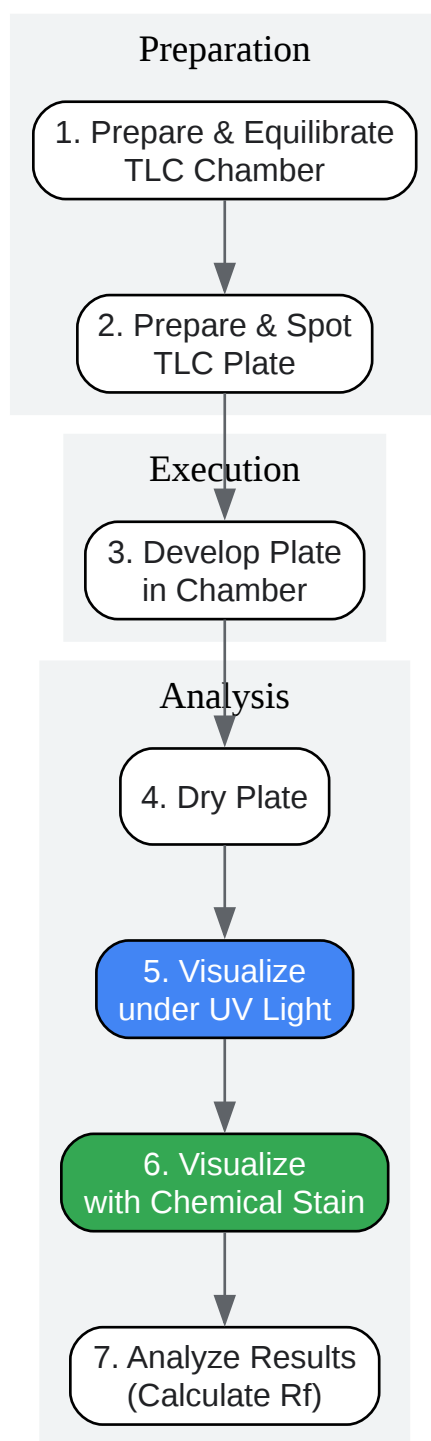 Preparation
1. Prepare & Equilibrate
TLC Chamber
2. Prepare & Spot
TLC Plate
Execution
3. Develop Plate
in Chamber
Analysis
4. Dry Plate
5. Visualize
under UV Light
6. Visualize
with Chemical Stain
7. Analyze Results
(Calculate Rf)